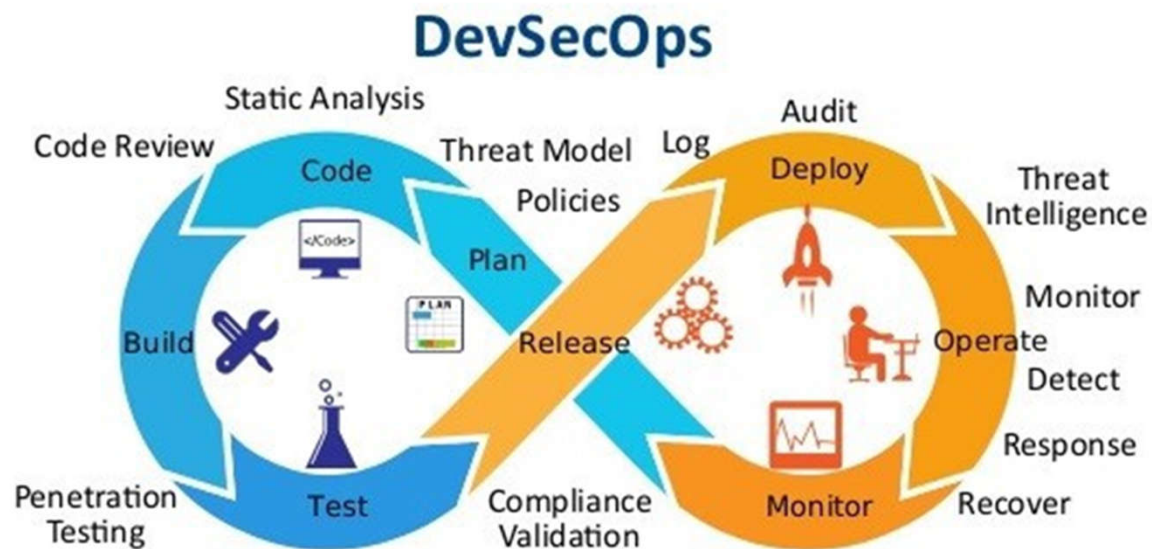 DevSecOps
Static Analysis
Code Review
Code
Threat Model
Policies
Plan
Build
</Code>
PLAN
Test
Penetration
Testing
Compliance
Validation
Release
Log
Audit
Deploy
Threat
Intelligence
Monitor
Operate
Detect
Response
Recover
Monitor